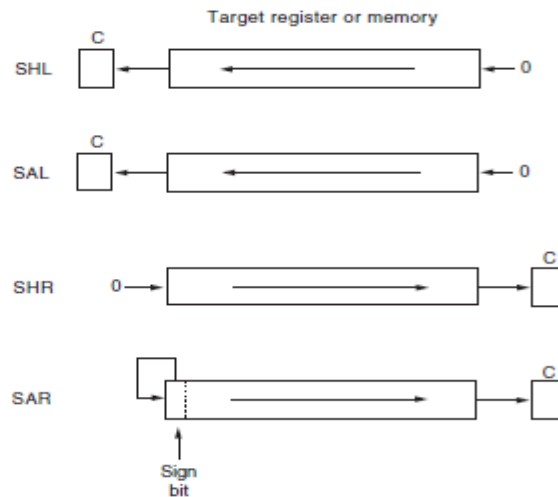 Target register or memory
C
SHL
0
C
SAL
0
C
SHR
0
C
SAR
Sign
bit